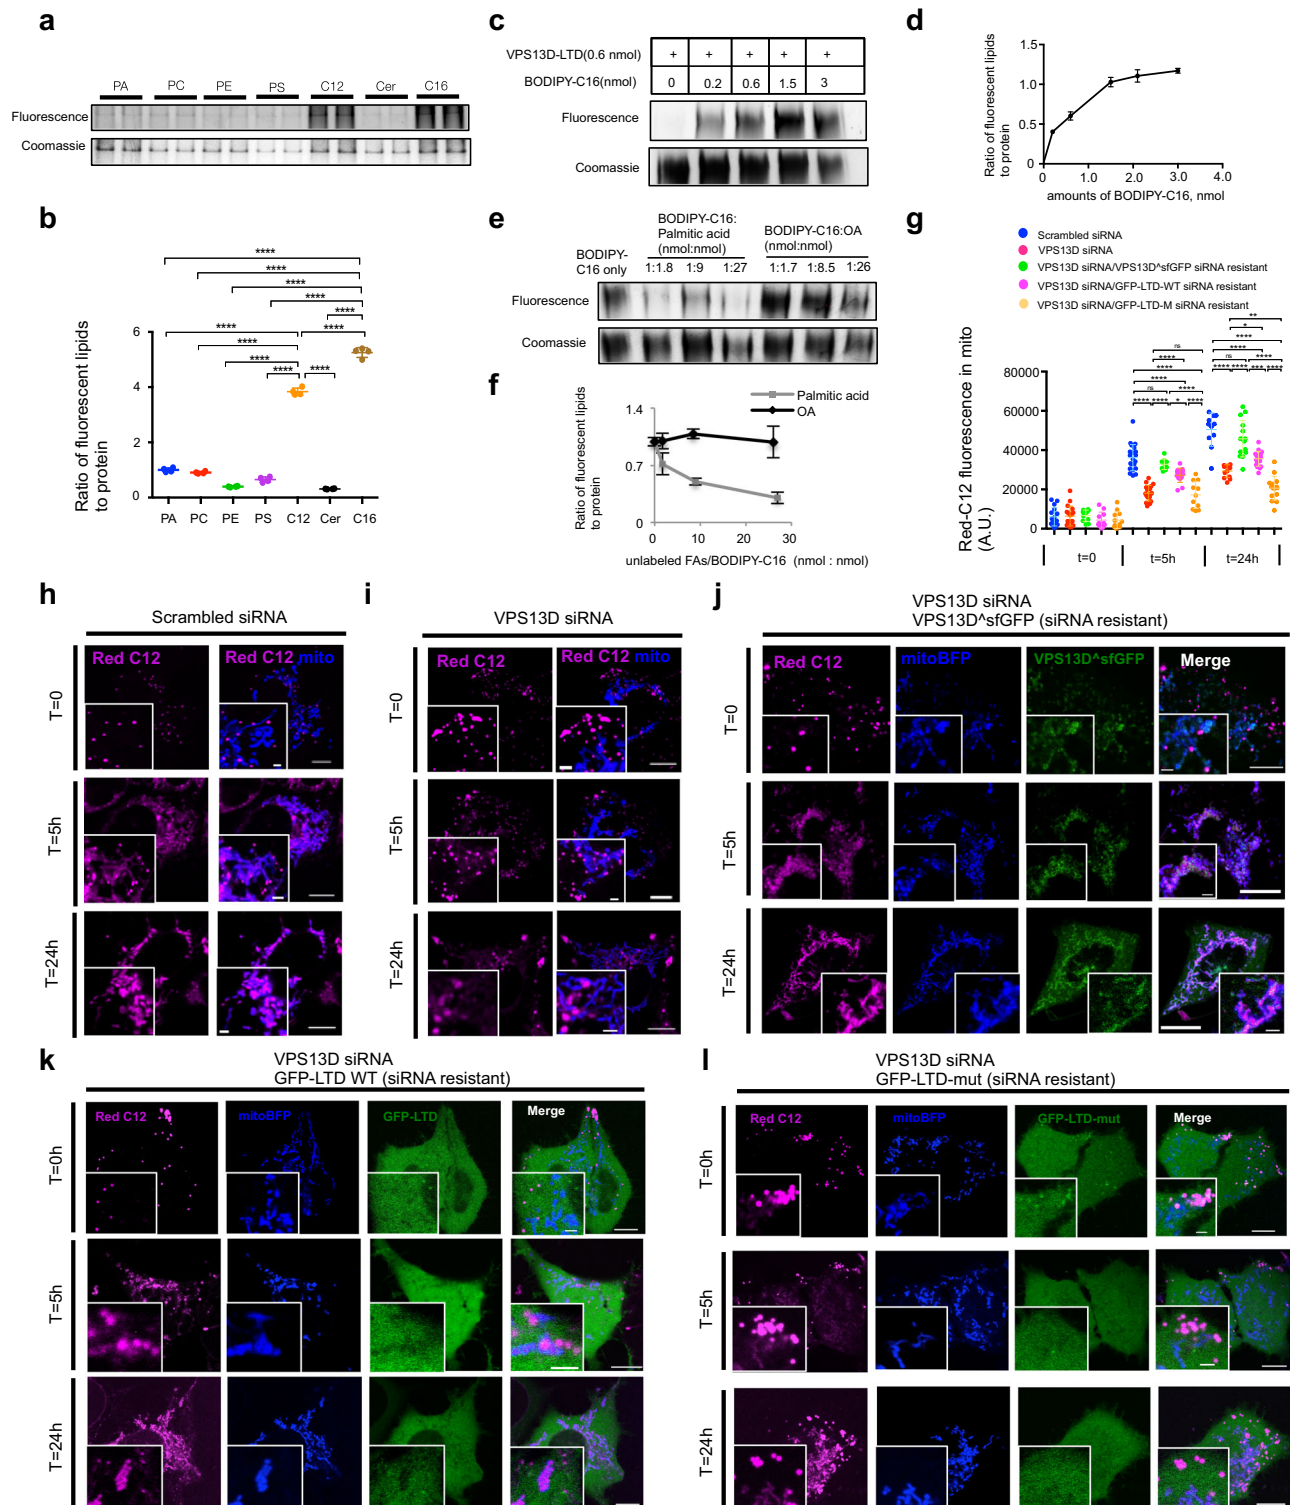 a
PA PC PE PS C12 Cer C16
Fluorescence
Coomassie
b
Ratio of fluorescent lipids
to protein
6
4
2
0
****
****
****
****
****
****
****
****
****
****
****
PA PC PE PS C12 Cer C16
c
VPS13D-LTD(0.6 nmol) + + + + +
BODIPY-C16(nmol) 0 0.2 0.6 1.5 3
Fluorescence
Coomassie
d
Ratio of fluorescent lipids
to protein
1.5
1.0
0.5
0
0.0 1.0 2.0 3.0 4.0
amounts of BODIPY-C16, nmol
e
BODIPY-
C16 only
BODIPY-C16:
Palmitic acid
(nmol:nmol)
1:1.8 1:9 1:27
BODIPY-C16:OA
(nmol:nmol)
1:1.7 1:8.5 1:26
Fluorescence
Coomassie
f
Palmitic acid
OA
Ratio of fluorescent lipids
to protein
1.4
0.7
0
0 10 20 30
unlabeled FAs/BODIPY-C16 (nmol : nmol)
g
Scrambled siRNA
VPS13D siRNA
VPS13D siRNA/VPS13D^sfGFP siRNA resistant
VPS13D siRNA/GFP-LTD-WT siRNA resistant
VPS13D siRNA/GFP-LTD-M siRNA resistant
Red-C12 fluorescence in mito
(A.U.)
80000
60000
40000
20000
0
ns
****
****
****
ns ****
**** **** * ****
**
*
****
****
ns ****
**** **** *** ****
t=0 t=5h t=24h
h
Scrambled siRNA
Red C12 Red C12 mito
T=0
T=5h
T=24h
i
VPS13D siRNA
Red C12 Red C12 mito
T=0
T=5h
T=24h
j
VPS13D siRNA
VPS13D^sfGFP (siRNA resistant)
Red C12 mitoBFP VPS13D^sfGFP Merge
T=0
T=5h
T=24h
k
VPS13D siRNA
GFP-LTD WT (siRNA resistant)
Red C12 mitoBFP GFP-LTD Merge
T=0h
T=5h
T=24h
l
VPS13D siRNA
GFP-LTD-mut (siRNA resistant)
Red C12 mitoBFP GFP-LTD-mut Merge
T=0h
T=5h
T=24h